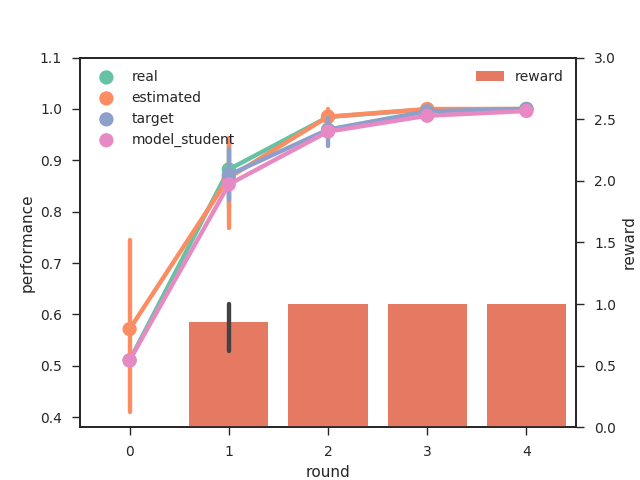 1.1
1.0
0.9
0.8
0.7
0.6
0.5
0.4
performance
real
estimated
target
model_student
reward
3.0
2.5
2.0
1.5
1.0
0.5
0.0
reward
0 1 2 3 4
round